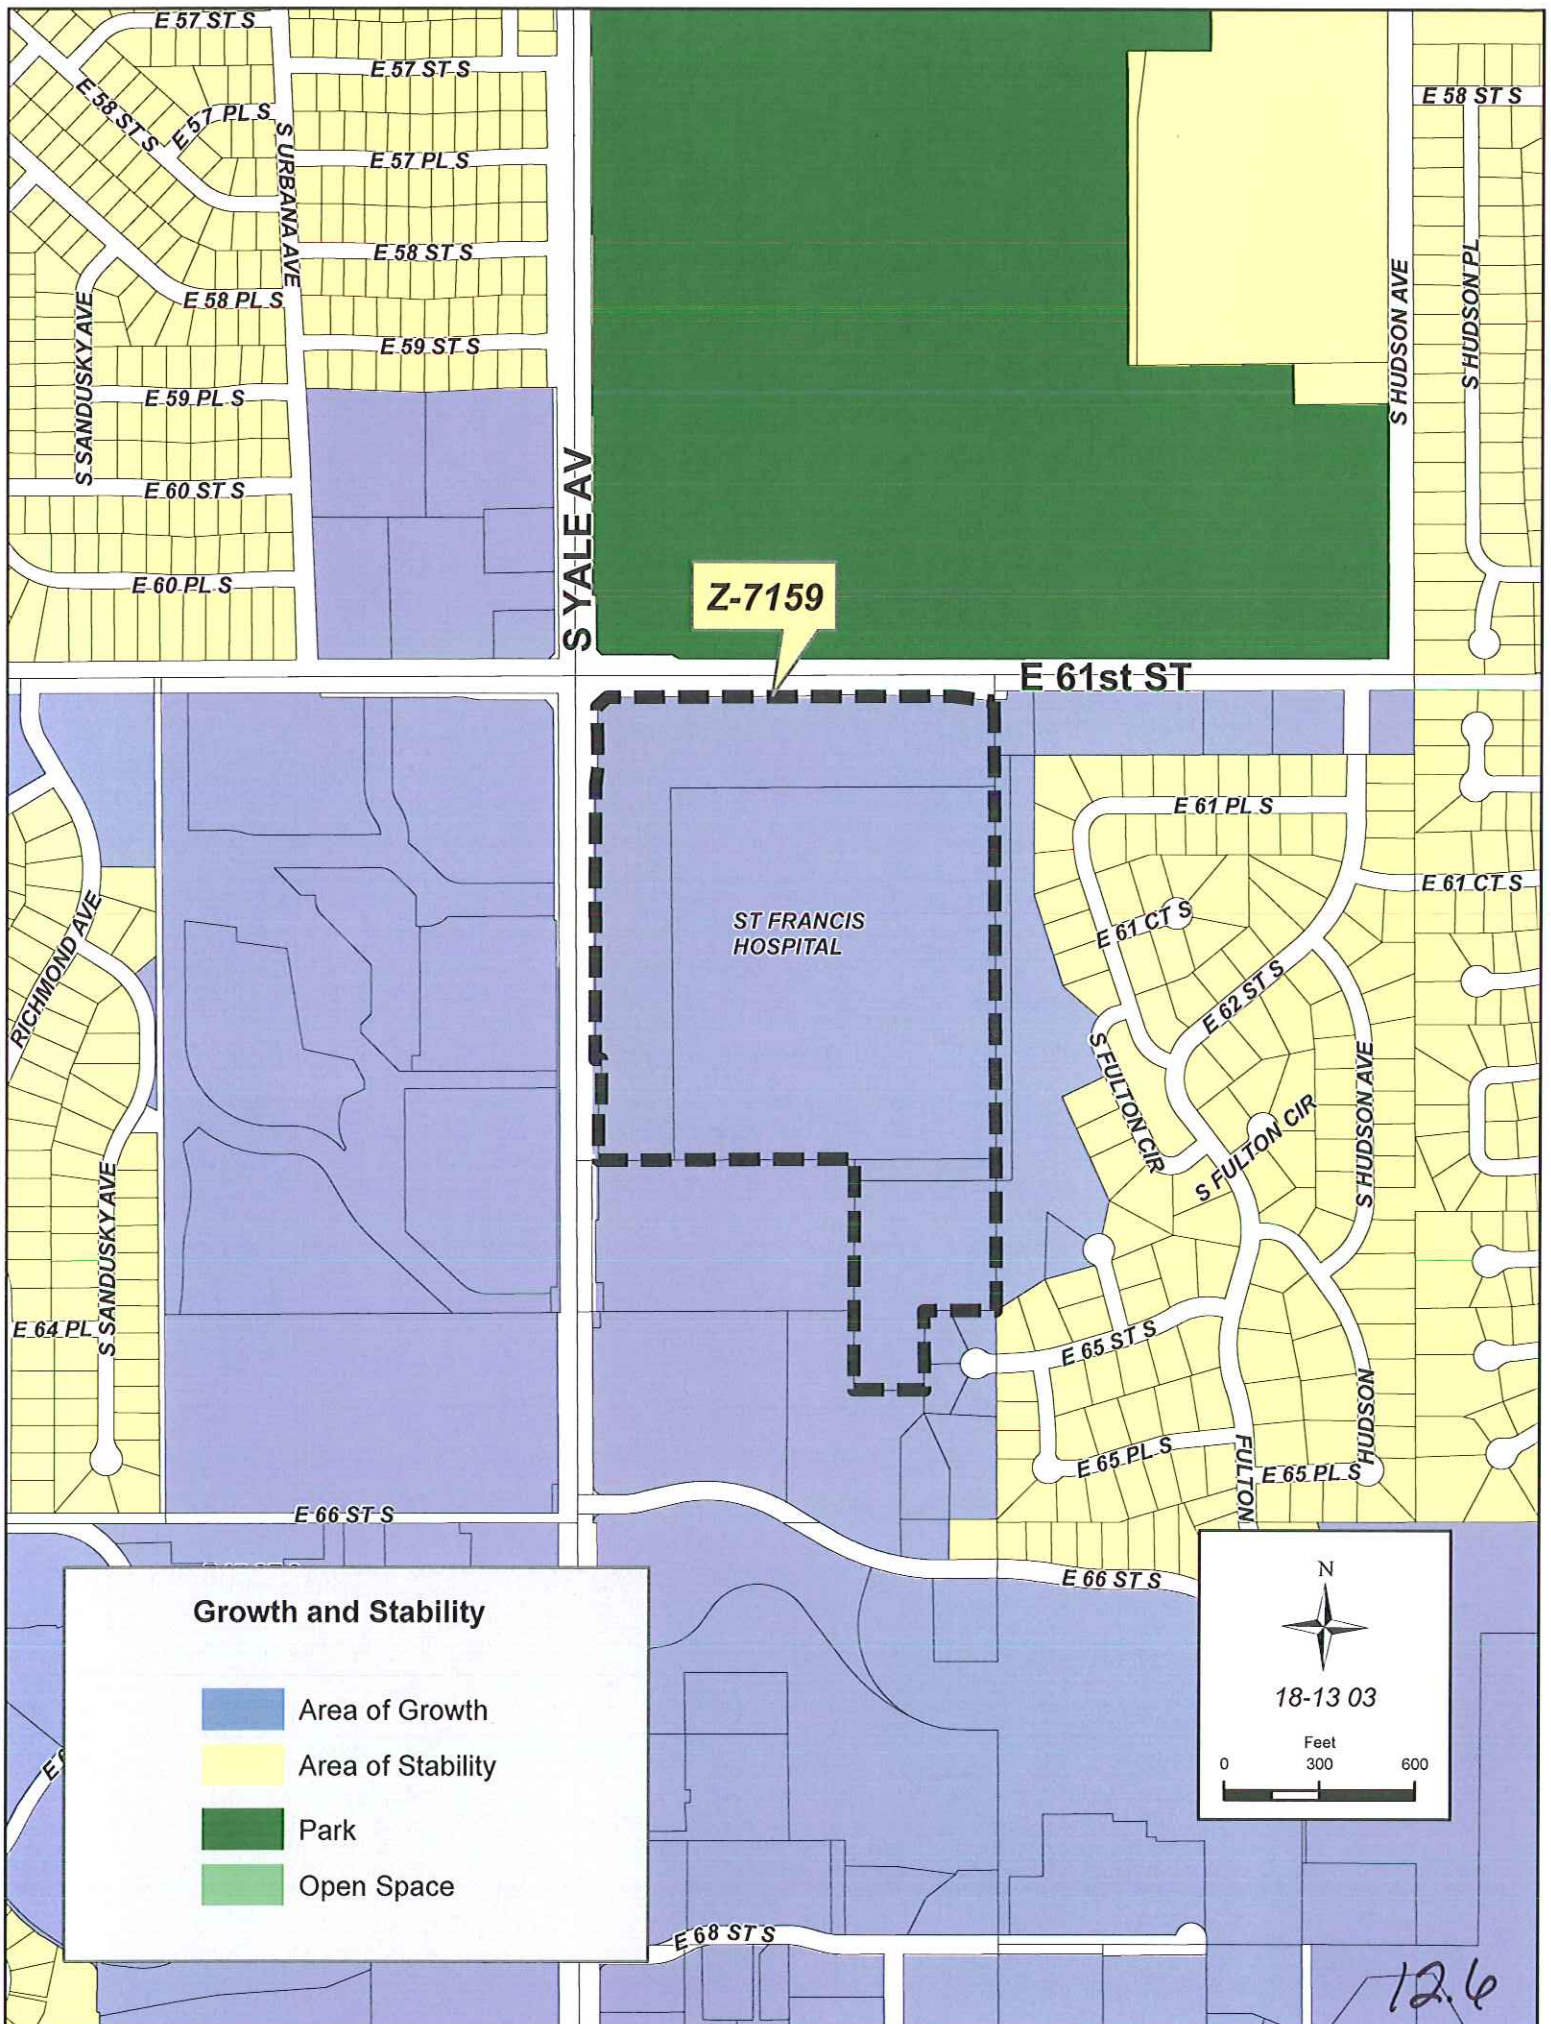 E 57 ST S
E 57 ST S
E 58 ST S
E 57 PL S
S URBANA AVE
E 57 PL S
E 58 ST S
E 58 ST S
E 58 PL S
S SANDUSKY AVE
E 59 ST S
E 59 PL S
S HUDSON AVE
S HUDSON PL
E 60 ST S
S YALE AV
E 60 PL S
Z-7159
E 61st ST
E 61 PL S
E 61 CT S
RICHMOND AVE
ST FRANCIS
HOSPITAL
E 61 CT S
E 62 ST S
S FULTON CIR
S FULTON CIR
S HUDSON AVE
S SANDUSKY AVE
E 64 PL
E 65 ST S
HUDSON
E 65 PL S
FULTON
E 65 PL S
E 66 ST S
E 66 ST S
Growth and Stability
Area of Growth
Area of Stability
Park
Open Space
N
18-13 03
Feet
0 300 600
E 68 ST S
12.6